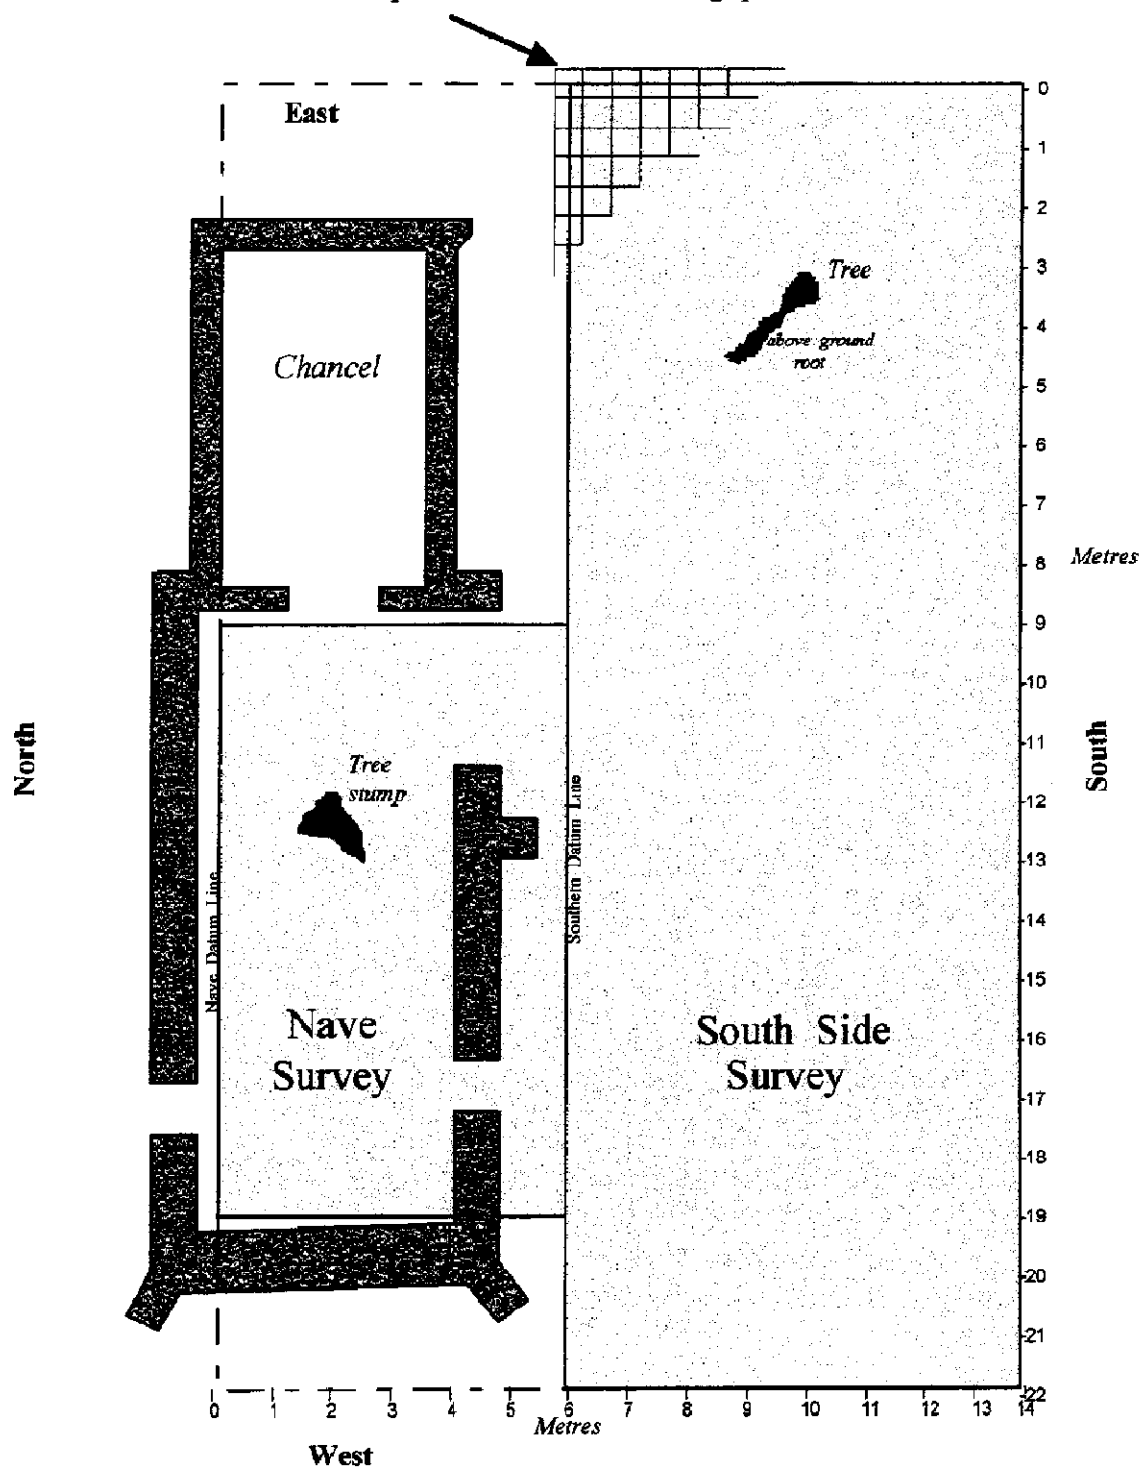 East
0
1
2
Tree
3
Chancel
4
above ground
root
5
6
7
8 Metres
9
10
North
South
11
Tree
stump
12
13
Southern Datum Line
Nave Datum Line
14
15
Nave
Survey
South Side
Survey
16
17
18
19
20
21
22
0 1 2 3 4 5 6 7 8 9 10 11 12 13 14
Metres
West